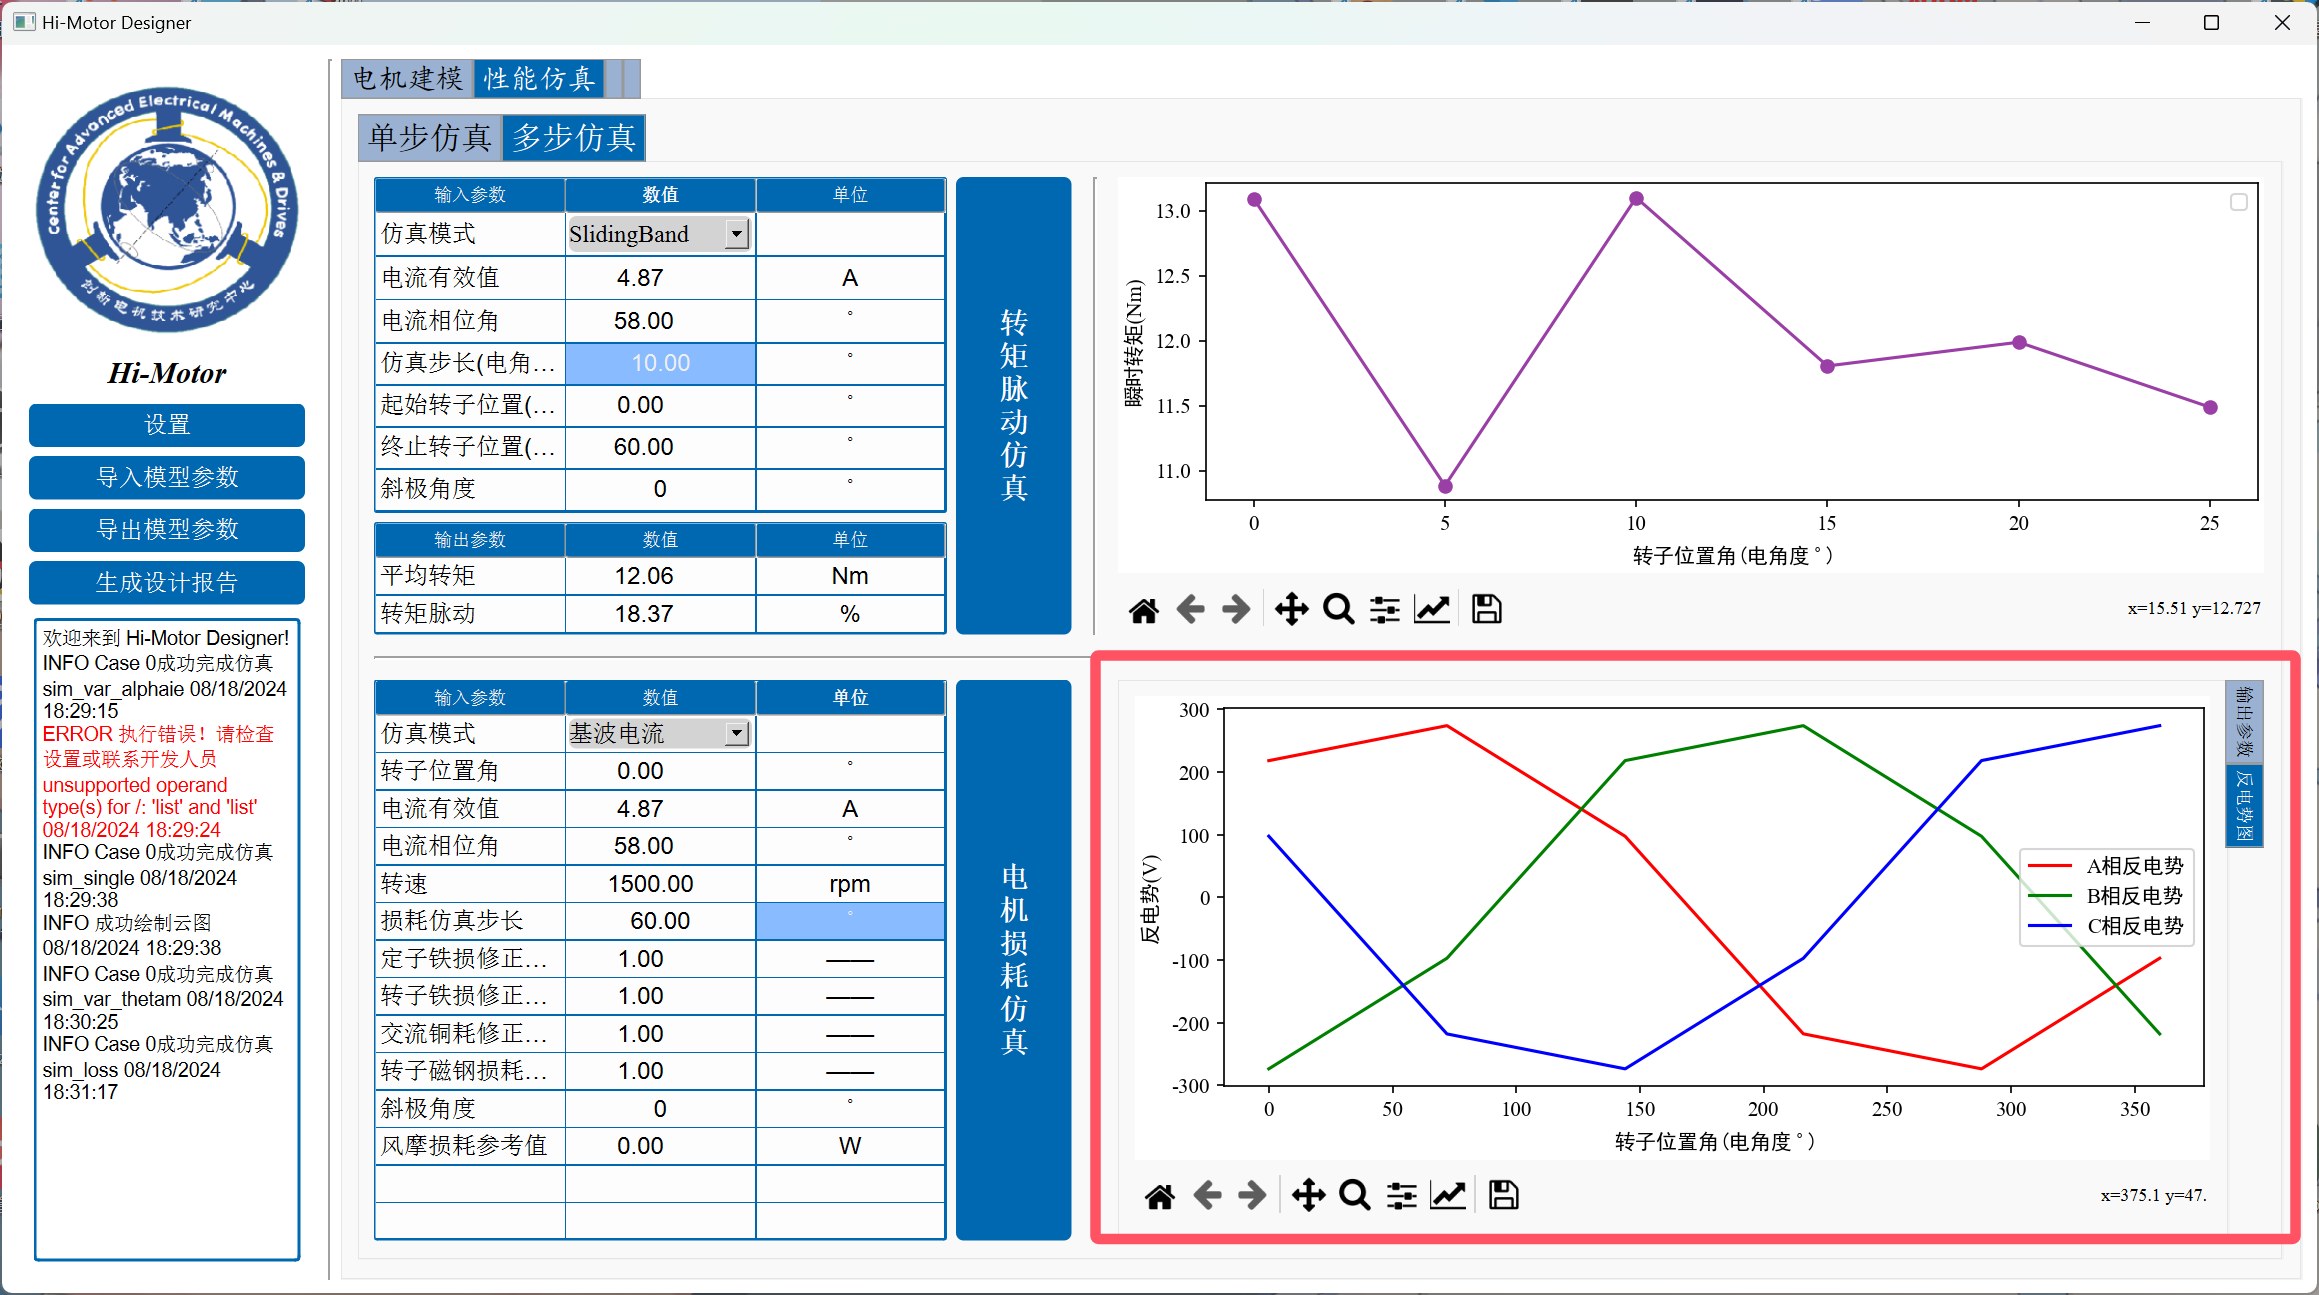 Hi-Motor Designer
Center for Advanced Electrical Machines & Drives
创新电机技术研究中心
Hi-Motor
设置
导入模型参数
导出模型参数
生成设计报告
欢迎来到 Hi-Motor Designer!
INFO Case 0成功完成仿真
sim_var_alphaie 08/18/2024
18:29:15
ERROR 执行错误！请检查
设置或联系开发人员
unsupported operand
type(s) for /: 'list' and 'list'
08/18/2024 18:29:24
INFO Case 0成功完成仿真
sim_single 08/18/2024
18:29:38
INFO 成功绘制云图
08/18/2024 18:29:38
INFO Case 0成功完成仿真
sim_var_thetam 08/18/2024
18:30:25
INFO Case 0成功完成仿真
sim_loss 08/18/2024
18:31:17
电机建模 性能仿真
单步仿真 多步仿真
输入参数 数值 单位
仿真模式 SlidingBand
电流有效值 4.87 A
电流相位角 58.00 °
仿真步长(电角… 10.00 °
起始转子位置(… 0.00 °
终止转子位置(… 60.00 °
斜极角度 0 °
输出参数 数值 单位
平均转矩 12.06 Nm
转矩脉动 18.37 %
转矩脉动仿真
13.0
12.5
12.0
11.5
11.0
瞬时转矩(Nm)
0 5 10 15 20 25
转子位置角(电角度°)
x=15.51 y=12.727
输入参数 数值 单位
仿真模式 基波电流
转子位置角 0.00 °
电流有效值 4.87 A
电流相位角 58.00 °
转速 1500.00 rpm
损耗仿真步长 60.00 °
定子铁损修正… 1.00 ——
转子铁损修正… 1.00 ——
交流铜耗修正… 1.00 ——
转子磁钢损耗… 1.00 ——
斜极角度 0 °
风摩损耗参考值 0.00 W
电机损耗仿真
300
200
100
0
-100
-200
-300
反电势(V)
A相反电势
B相反电势
C相反电势
0 50 100 150 200 250 300 350
转子位置角(电角度°)
x=375.1 y=47.
输出参数
反电势图